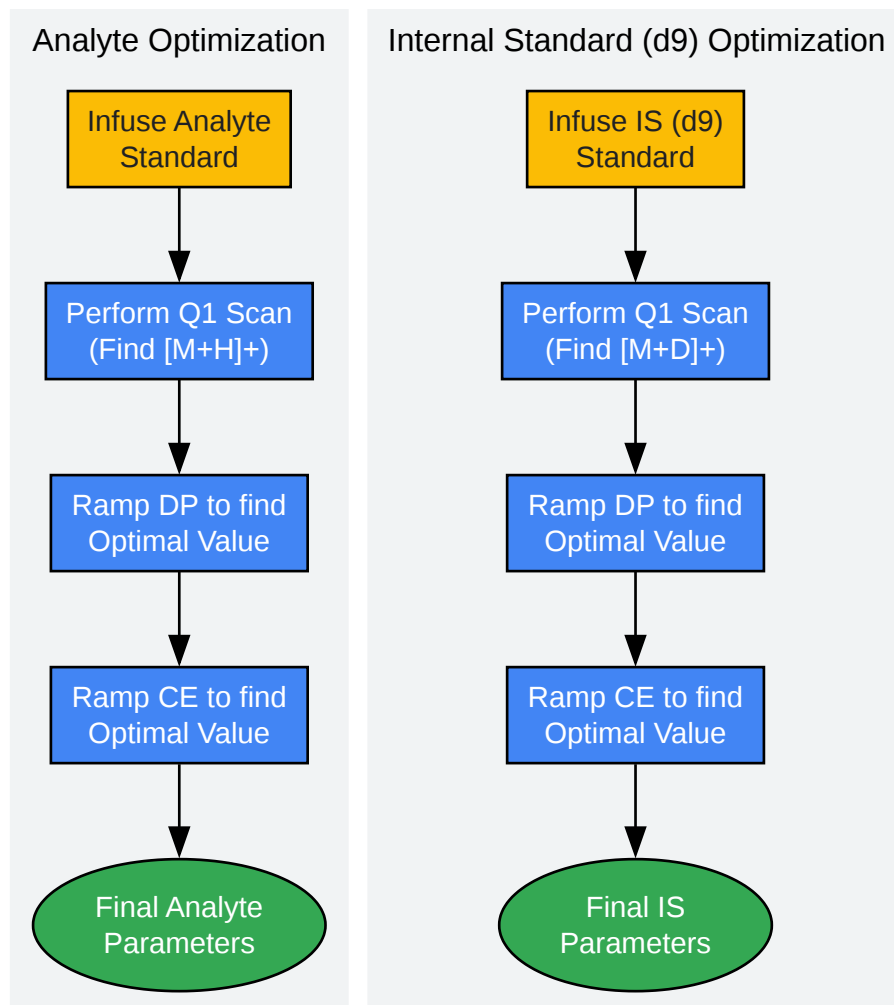 Analyte Optimization
Infuse Analyte
Standard
Perform Q1 Scan
(Find [M+H]+)
Ramp DP to find
Optimal Value
Ramp CE to find
Optimal Value
Final Analyte
Parameters
Internal Standard (d9) Optimization
Infuse IS (d9)
Standard
Perform Q1 Scan
(Find [M+D]+)
Ramp DP to find
Optimal Value
Ramp CE to find
Optimal Value
Final IS
Parameters